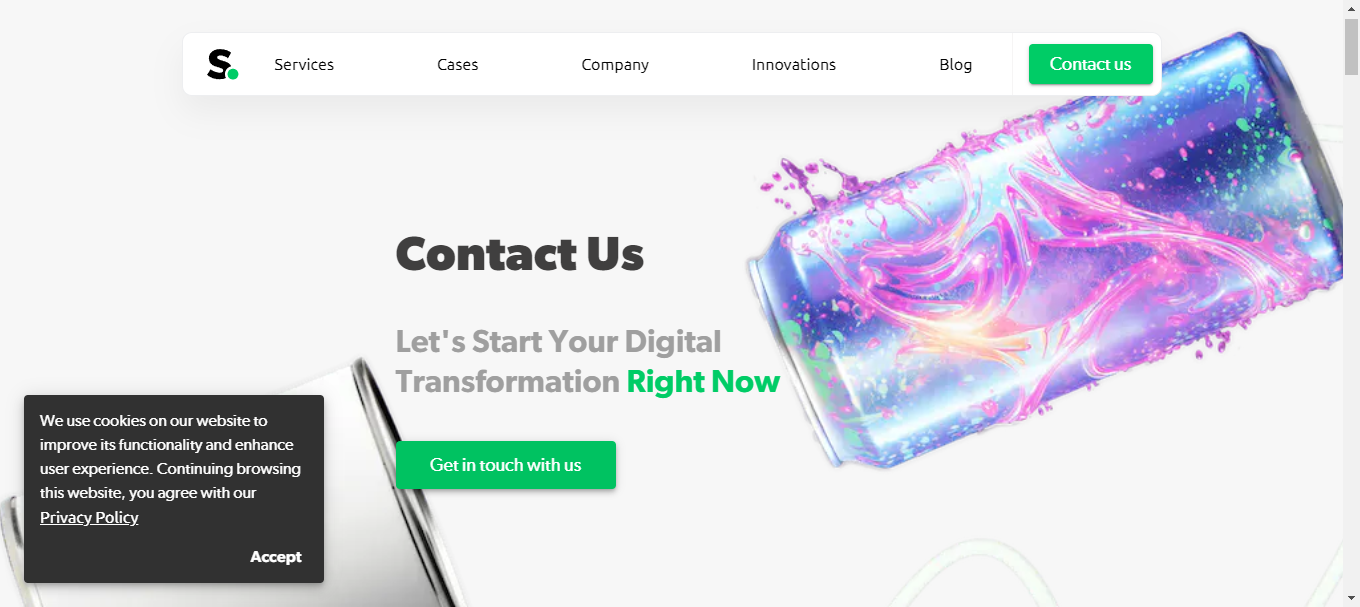 S.
Services
Cases
Company
Innovations
Blog
Contact us
Contact Us
Let's Start Your Digital
Transformation Right Now
Get in touch with us
We use cookies on our website to
improve its functionality and enhance
user experience. Continuing browsing
this website, you agree with our
Privacy Policy
Accept